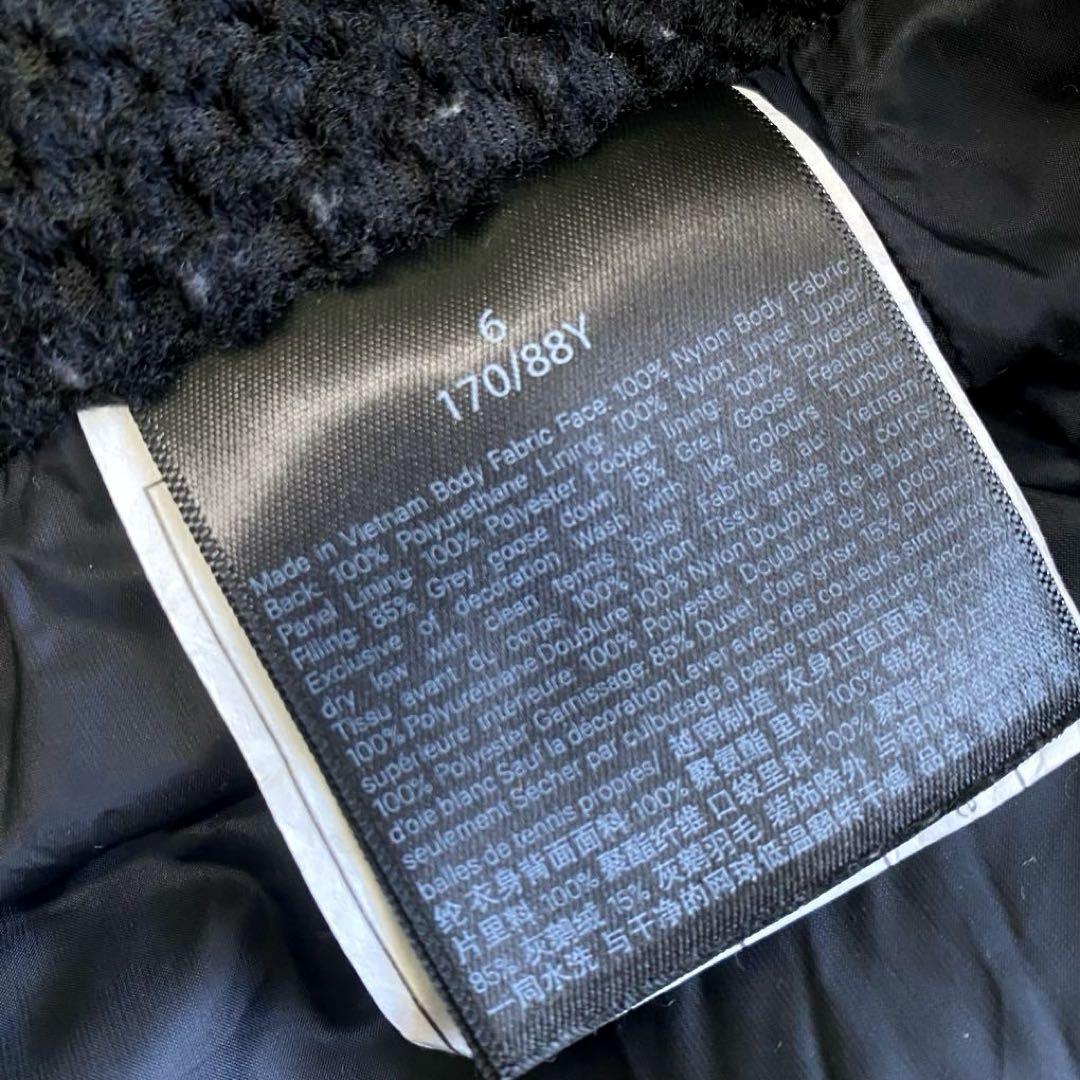 6
170/88Y
Made in Vietnam Body Fabric Face: 100% Nylon Body Fabric
Back: 100% Polyurethane Lining: 100% Nylon Inner Upper
Panel Lining: 100% Polyester Pocket lining: 100% Polyester
Filling: 85% Grey goose down 15% Grey Goose Feathers
Exclusive of decoration Wash with like colours Tumble
dry, low with clean tennis balls/ fabriqué au Vietnam
Tissu avant du corps 100% Nylon Tissu arrière du corps
100% Polyuréthane Doublure 100% Nylon Doublure de la bande
supérieure intérieure 100% Polyester Doublure de la poche
100% Polyester Garnissage: 85% Duvet d'oie grise 15% Plumes
d'oie blanc Sauf la décoration Laver avec des couleurs similaires
seulement Sécher par culbutage à basse température avec
balles de tennis propres/ 越南制造 衣身正面面料 100%
纶 衣身背面面料 100% 聚氨酯 里料 100% 锦纶
片里料 100% 聚酯纤维 口袋里料 100% 聚酯纤
85% 灰鹅绒 15% 灰鹅羽毛 装饰除外 与相似
一同水洗 与干净的网球低温翻转干燥 品名